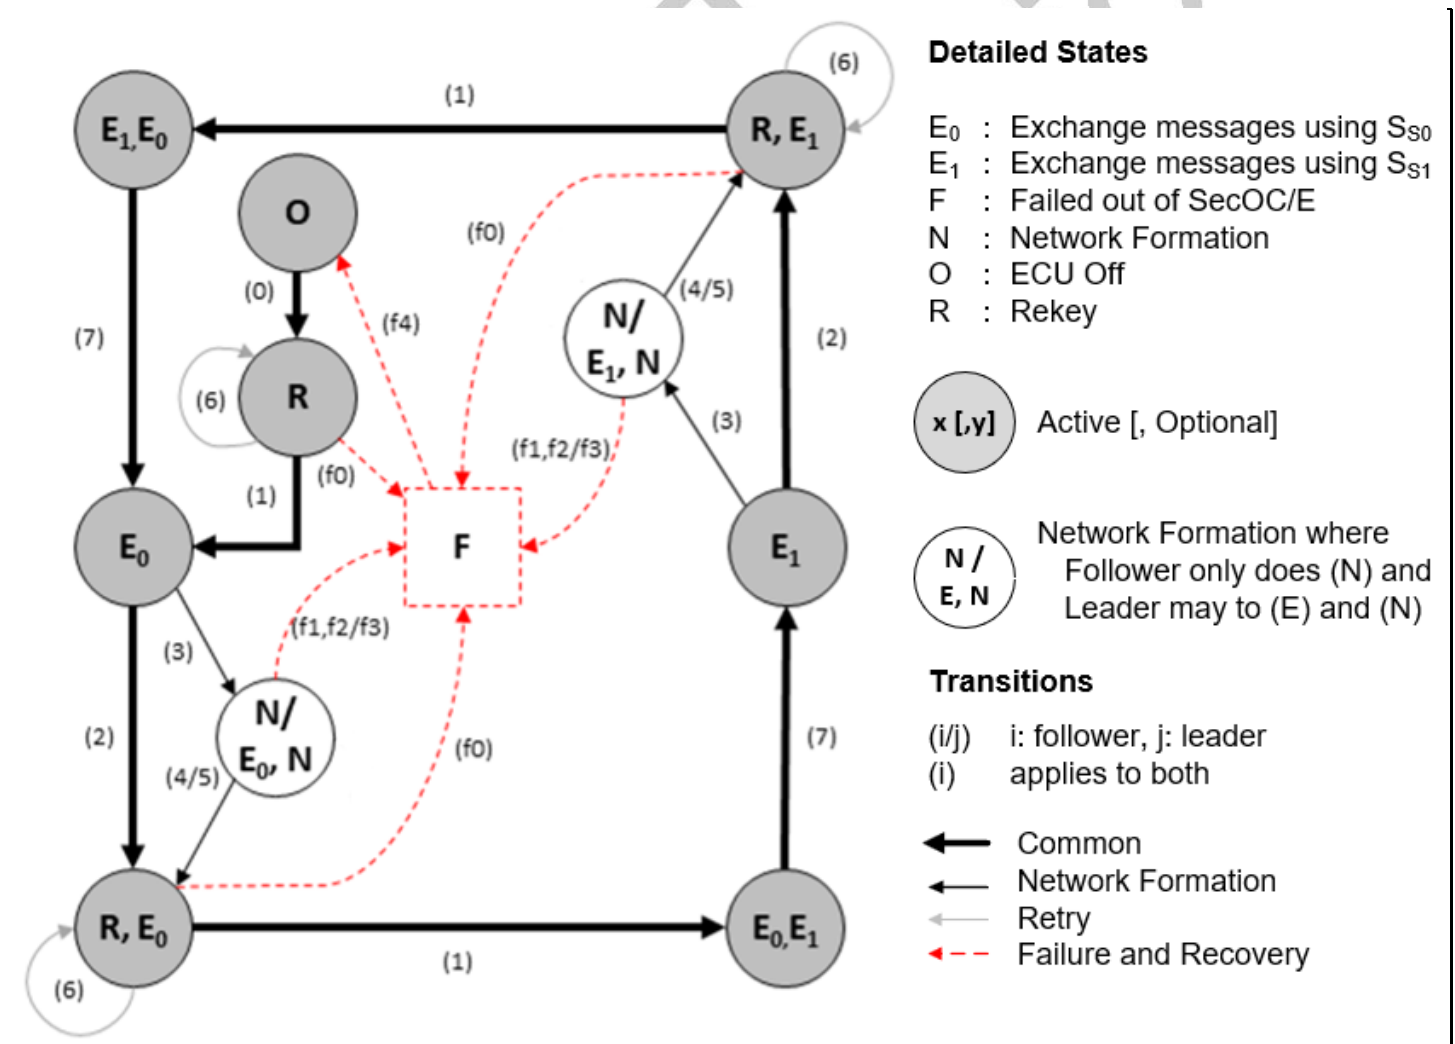 (6)
(1)
E₁,E₀
R, E₁
O
(f0)
(0)
(4/5)
(f4)
N/
E₁, N
(7)
(2)
R
(6)
(3)
(f1,f2/f3)
(f0)
(1)
E₀
F
E₁
(f1,f2/f3)
(3)
N/
E₀, N
(2)
(f0)
(7)
(4/5)
R, E₀
E₀,E₁
(1)
(6)
Detailed States
E₀ : Exchange messages using S_S0
E₁ : Exchange messages using S_S1
F : Failed out of SecOC/E
N : Network Formation
O : ECU Off
R : Rekey
x [,y] Active [, Optional]
N /
E, N
Network Formation where
Follower only does (N) and
Leader may to (E) and (N)
Transitions
(i/j) i: follower, j: leader
(i) applies to both
Common
Network Formation
Retry
Failure and Recovery